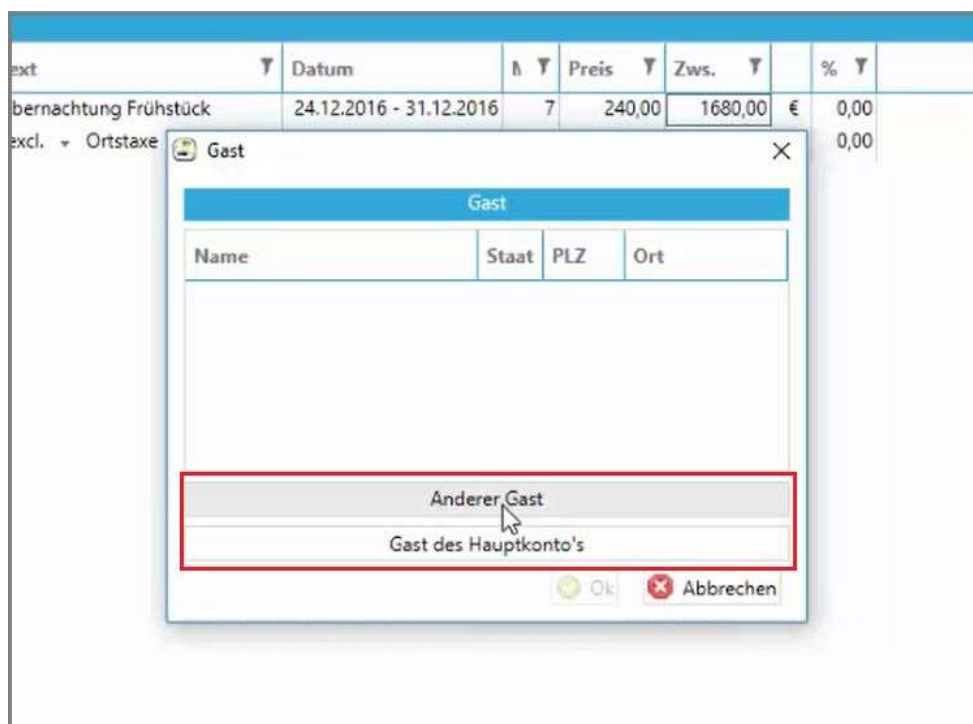 ext Datum Preis Zws. %
bernachtung Frühstück 24.12.2016 - 31.12.2016 7 240,00 1680,00 € 0,00
excl. Ortstaxe 0,00
Gast
Gast
Name Staat PLZ Ort
Anderer Gast
Gast des Hauptkonto's
Ok Abbrechen